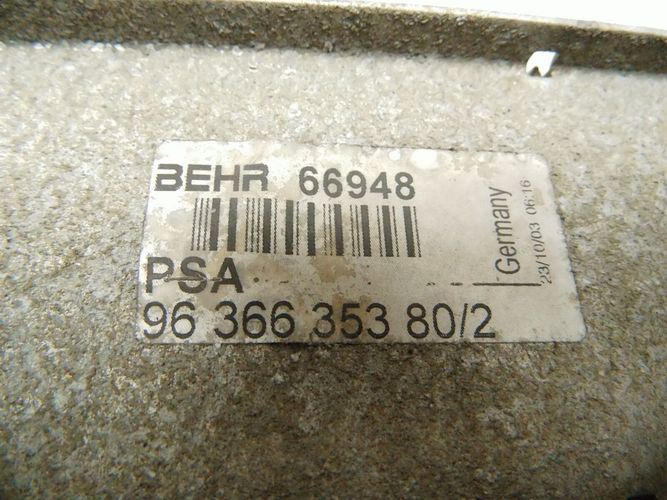 BEHR 66948
PSA
96 366 353 80/2
Germany
23/10/03 06:16